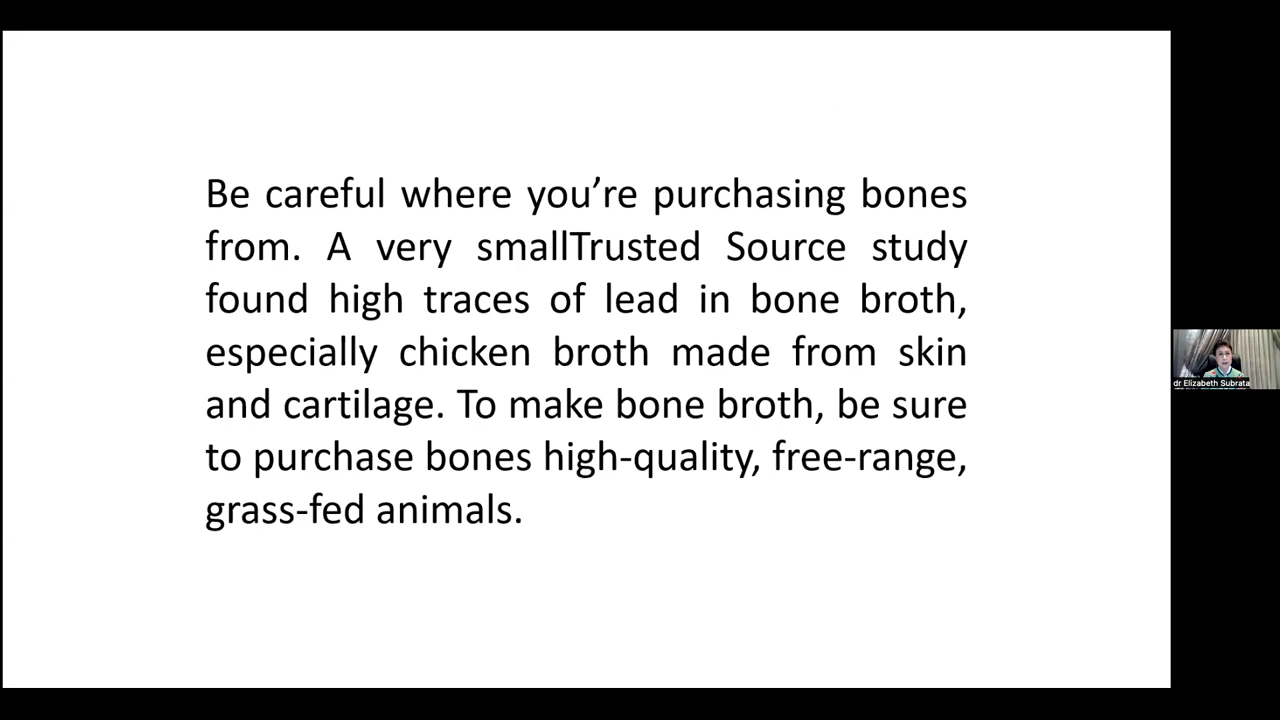 Be careful where you’re purchasing bones
from. A very smallTrusted Source study
found high traces of lead in bone broth,
especially chicken broth made from skin
and cartilage. To make bone broth, be sure
to purchase bones high-quality, free-range,
grass-fed animals.
dr Elizabeth Subrata